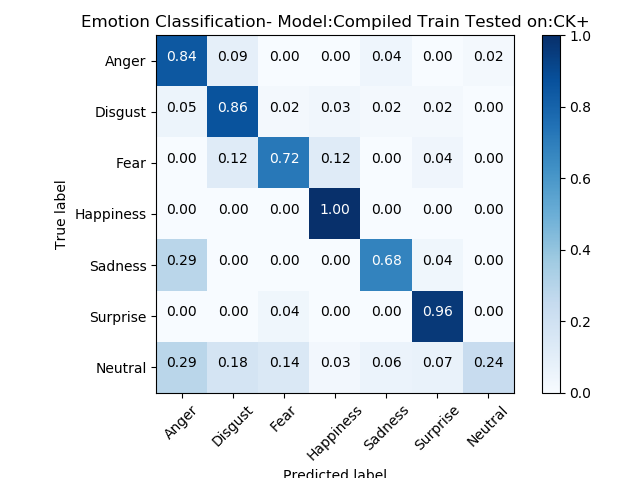 Emotion Classification- Model:Compiled Train Tested on:CK+
Anger 0.84 0.09 0.00 0.00 0.04 0.00 0.02
Disgust 0.05 0.86 0.02 0.03 0.02 0.02 0.00
Fear 0.00 0.12 0.72 0.12 0.00 0.04 0.00
Happiness 0.00 0.00 0.00 1.00 0.00 0.00 0.00
Sadness 0.29 0.00 0.00 0.00 0.68 0.04 0.00
Surprise 0.00 0.00 0.04 0.00 0.00 0.96 0.00
Neutral 0.29 0.18 0.14 0.03 0.06 0.07 0.24
True label
Anger Disgust Fear Happiness Sadness Surprise Neutral
Predicted label
1.0
0.8
0.6
0.4
0.2
0.0